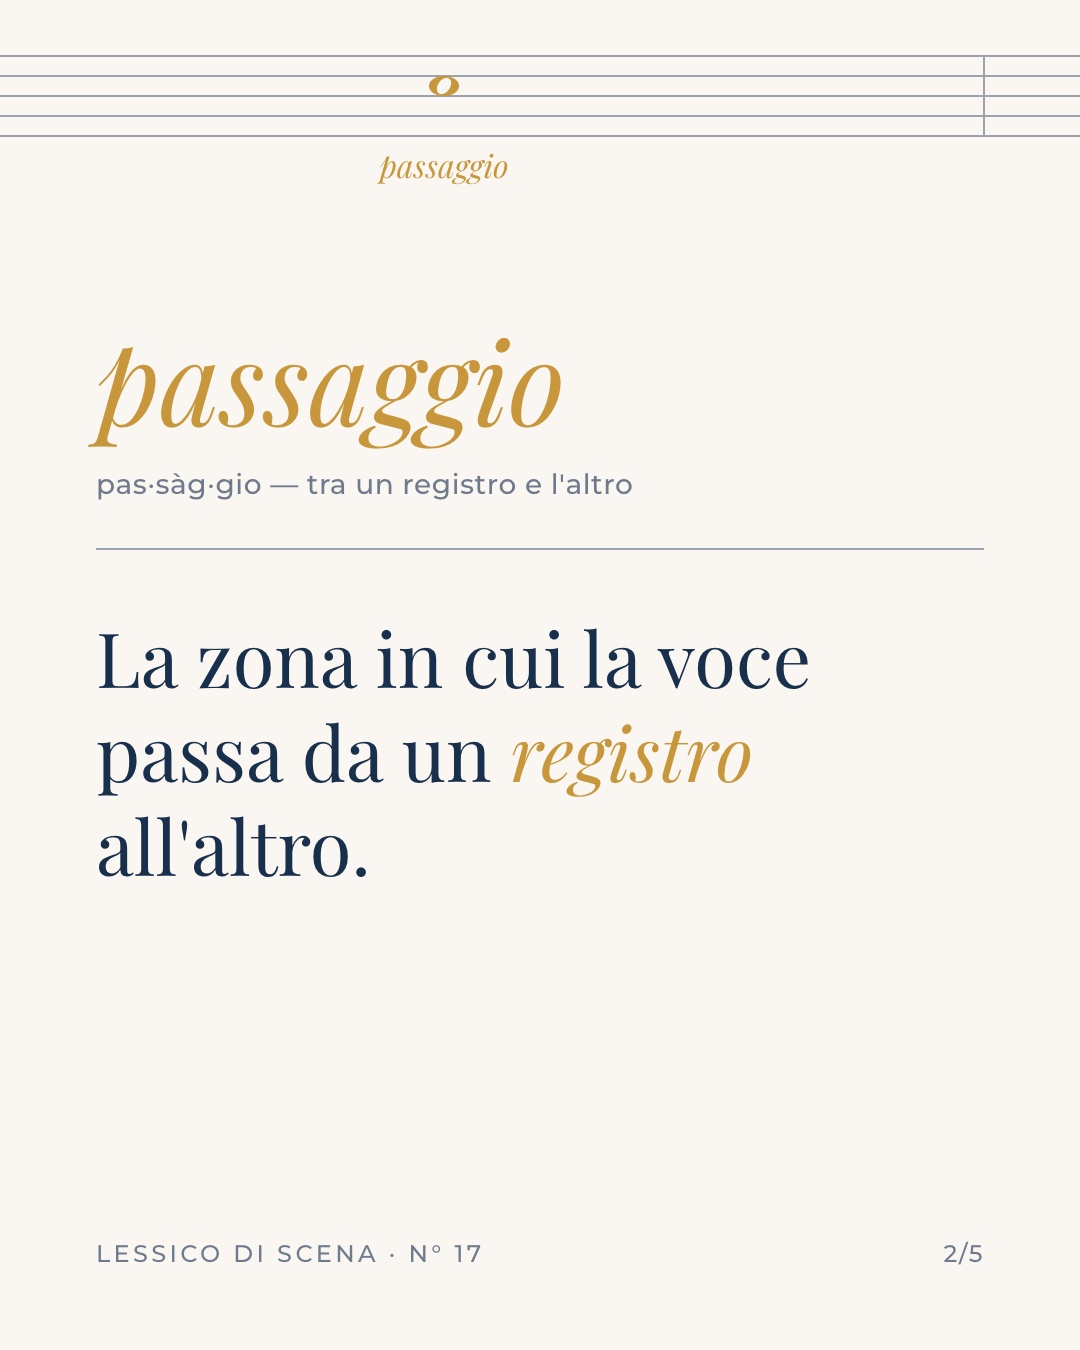 passaggio
passaggio
pas·sàg·gio — tra un registro e l'altro
La zona in cui la voce
passa da un registro
all'altro.
LESSICO DI SCENA · N° 17
2/5